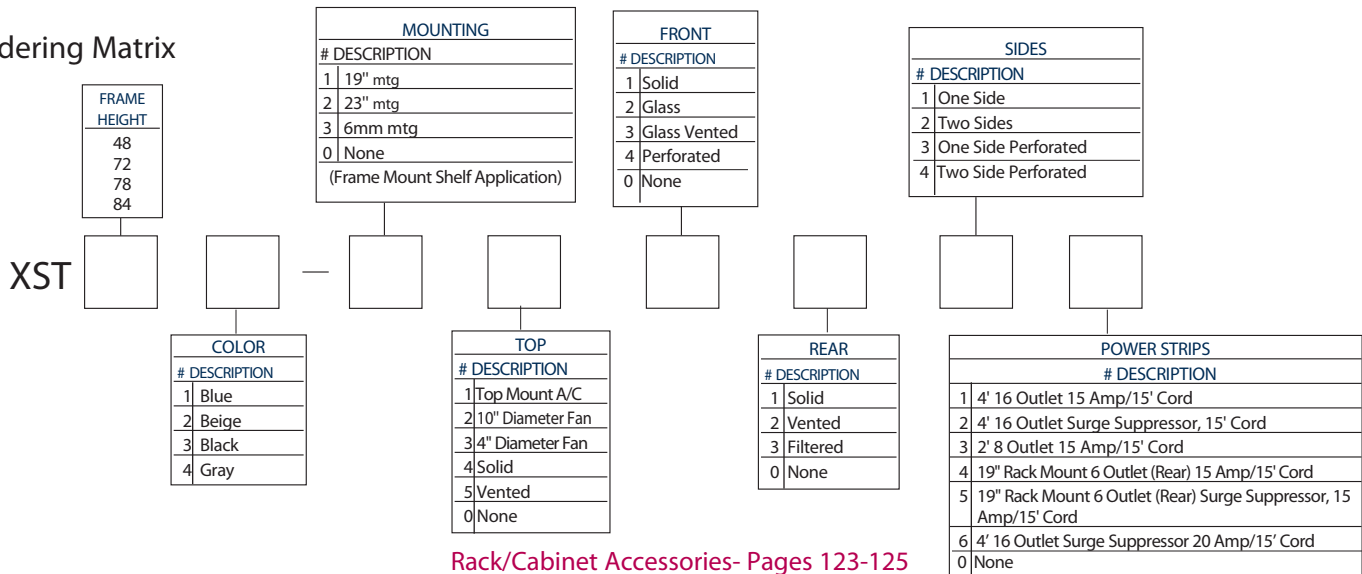 dering Matrix
FRAME
HEIGHT
48
72
78
84
MOUNTING
# DESCRIPTION
1 19" mtg
2 23" mtg
3 6mm mtg
0 None
(Frame Mount Shelf Application)
FRONT
# DESCRIPTION
1 Solid
2 Glass
3 Glass Vented
4 Perforated
0 None
SIDES
# DESCRIPTION
1 One Side
2 Two Sides
3 One Side Perforated
4 Two Side Perforated
XST —
COLOR
# DESCRIPTION
1 Blue
2 Beige
3 Black
4 Gray
TOP
# DESCRIPTION
1 Top Mount A/C
2 10" Diameter Fan
3 4" Diameter Fan
4 Solid
5 Vented
0 None
REAR
# DESCRIPTION
1 Solid
2 Vented
3 Filtered
0 None
POWER STRIPS
# DESCRIPTION
1 4' 16 Outlet 15 Amp/15' Cord
2 4' 16 Outlet Surge Suppressor, 15' Cord
3 2' 8 Outlet 15 Amp/15' Cord
4 19" Rack Mount 6 Outlet (Rear) 15 Amp/15' Cord
5 19" Rack Mount 6 Outlet (Rear) Surge Suppressor, 15
Amp/15' Cord
6 4’ 16 Outlet Surge Suppressor 20 Amp/15’ Cord
0 None
Rack/Cabinet Accessories- Pages 123-125